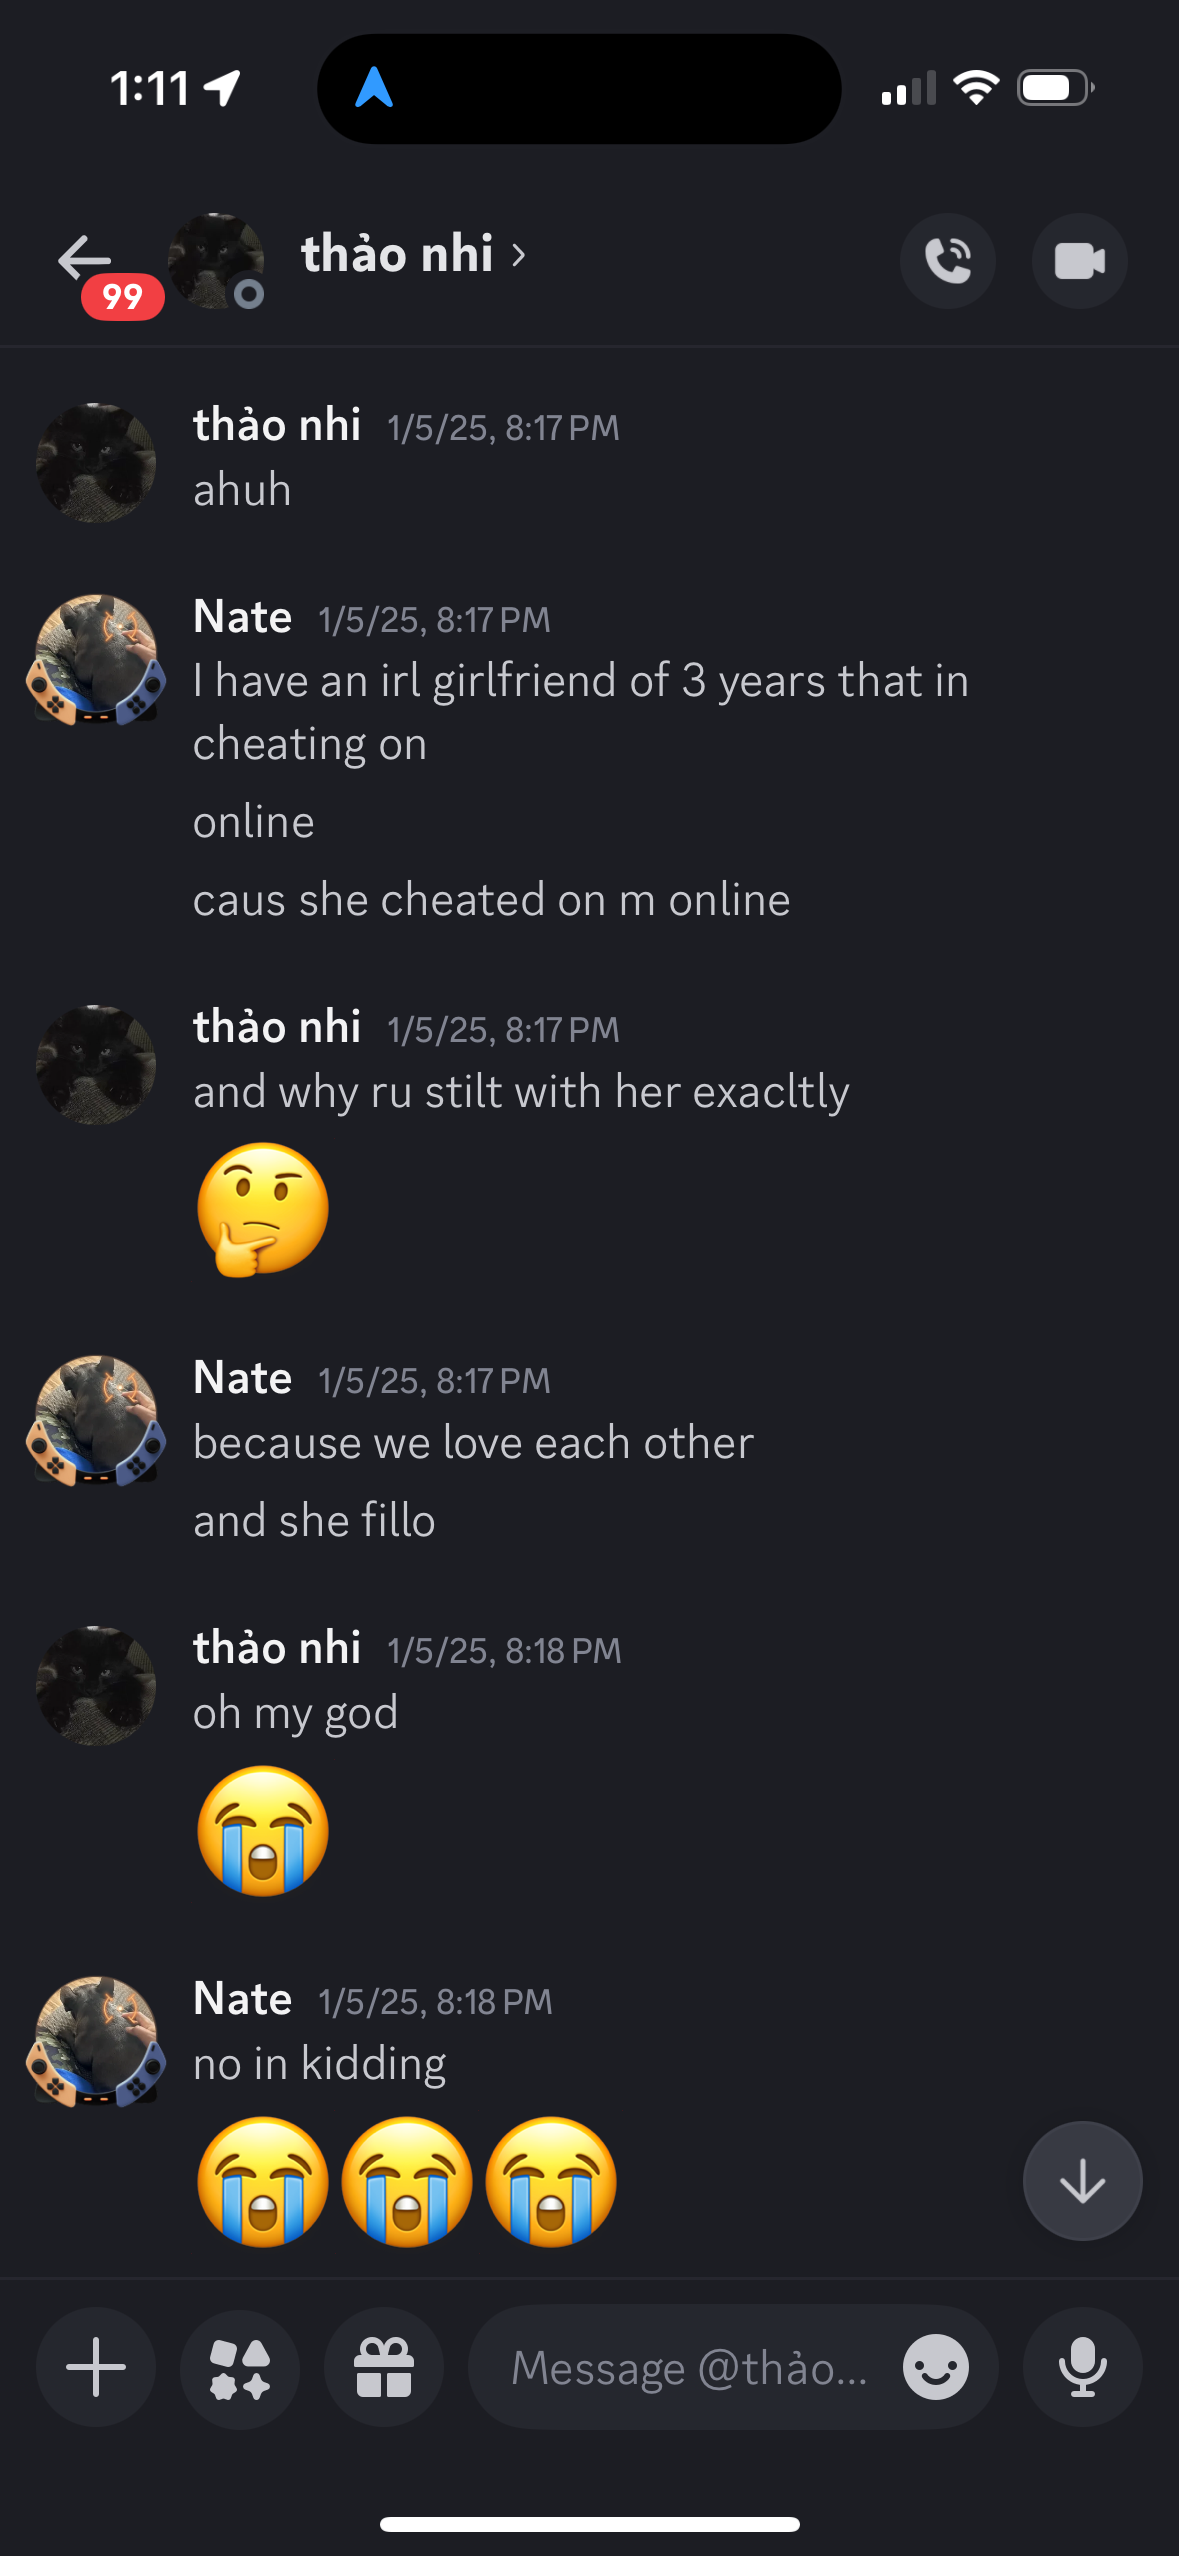 1:11
99
thảo nhi
thảo nhi 1/5/25, 8:17 PM
ahuh
Nate 1/5/25, 8:17 PM
I have an irl girlfriend of 3 years that in
cheating on
online
caus she cheated on m online
thảo nhi 1/5/25, 8:17 PM
and why ru stilt with her exacltly
🤔
Nate 1/5/25, 8:17 PM
because we love each other
and she fillo
thảo nhi 1/5/25, 8:18 PM
oh my god
😭
Nate 1/5/25, 8:18 PM
no in kidding
😭😭😭
Message @thảo...